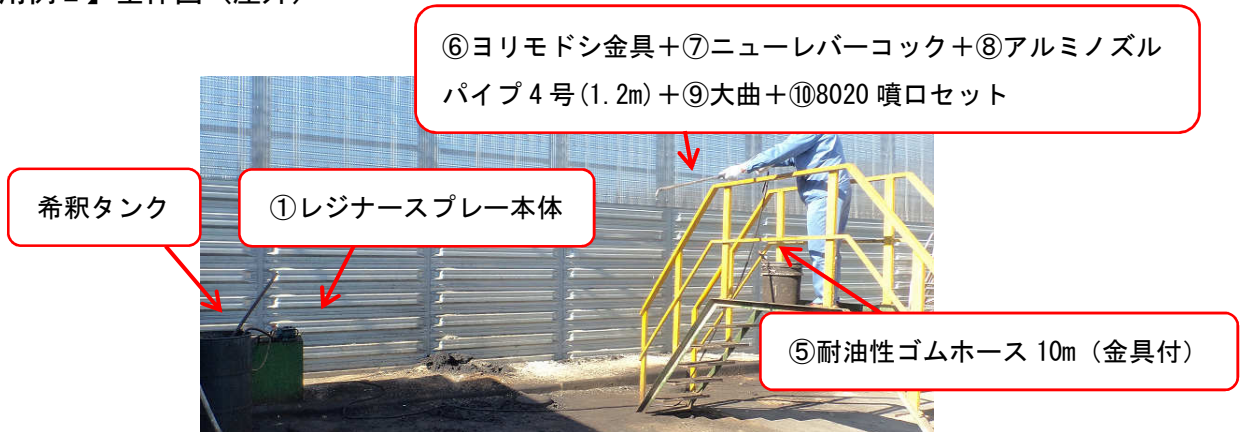 ⑥ヨリモドシ金具＋⑦ニューレバーコック＋⑧アルミノズル
パイプ4号(1.2m)＋⑨大曲＋⑩8020噴口セット
希釈タンク
①レジナースプレー本体
⑤耐油性ゴムホース 10m（金具付）